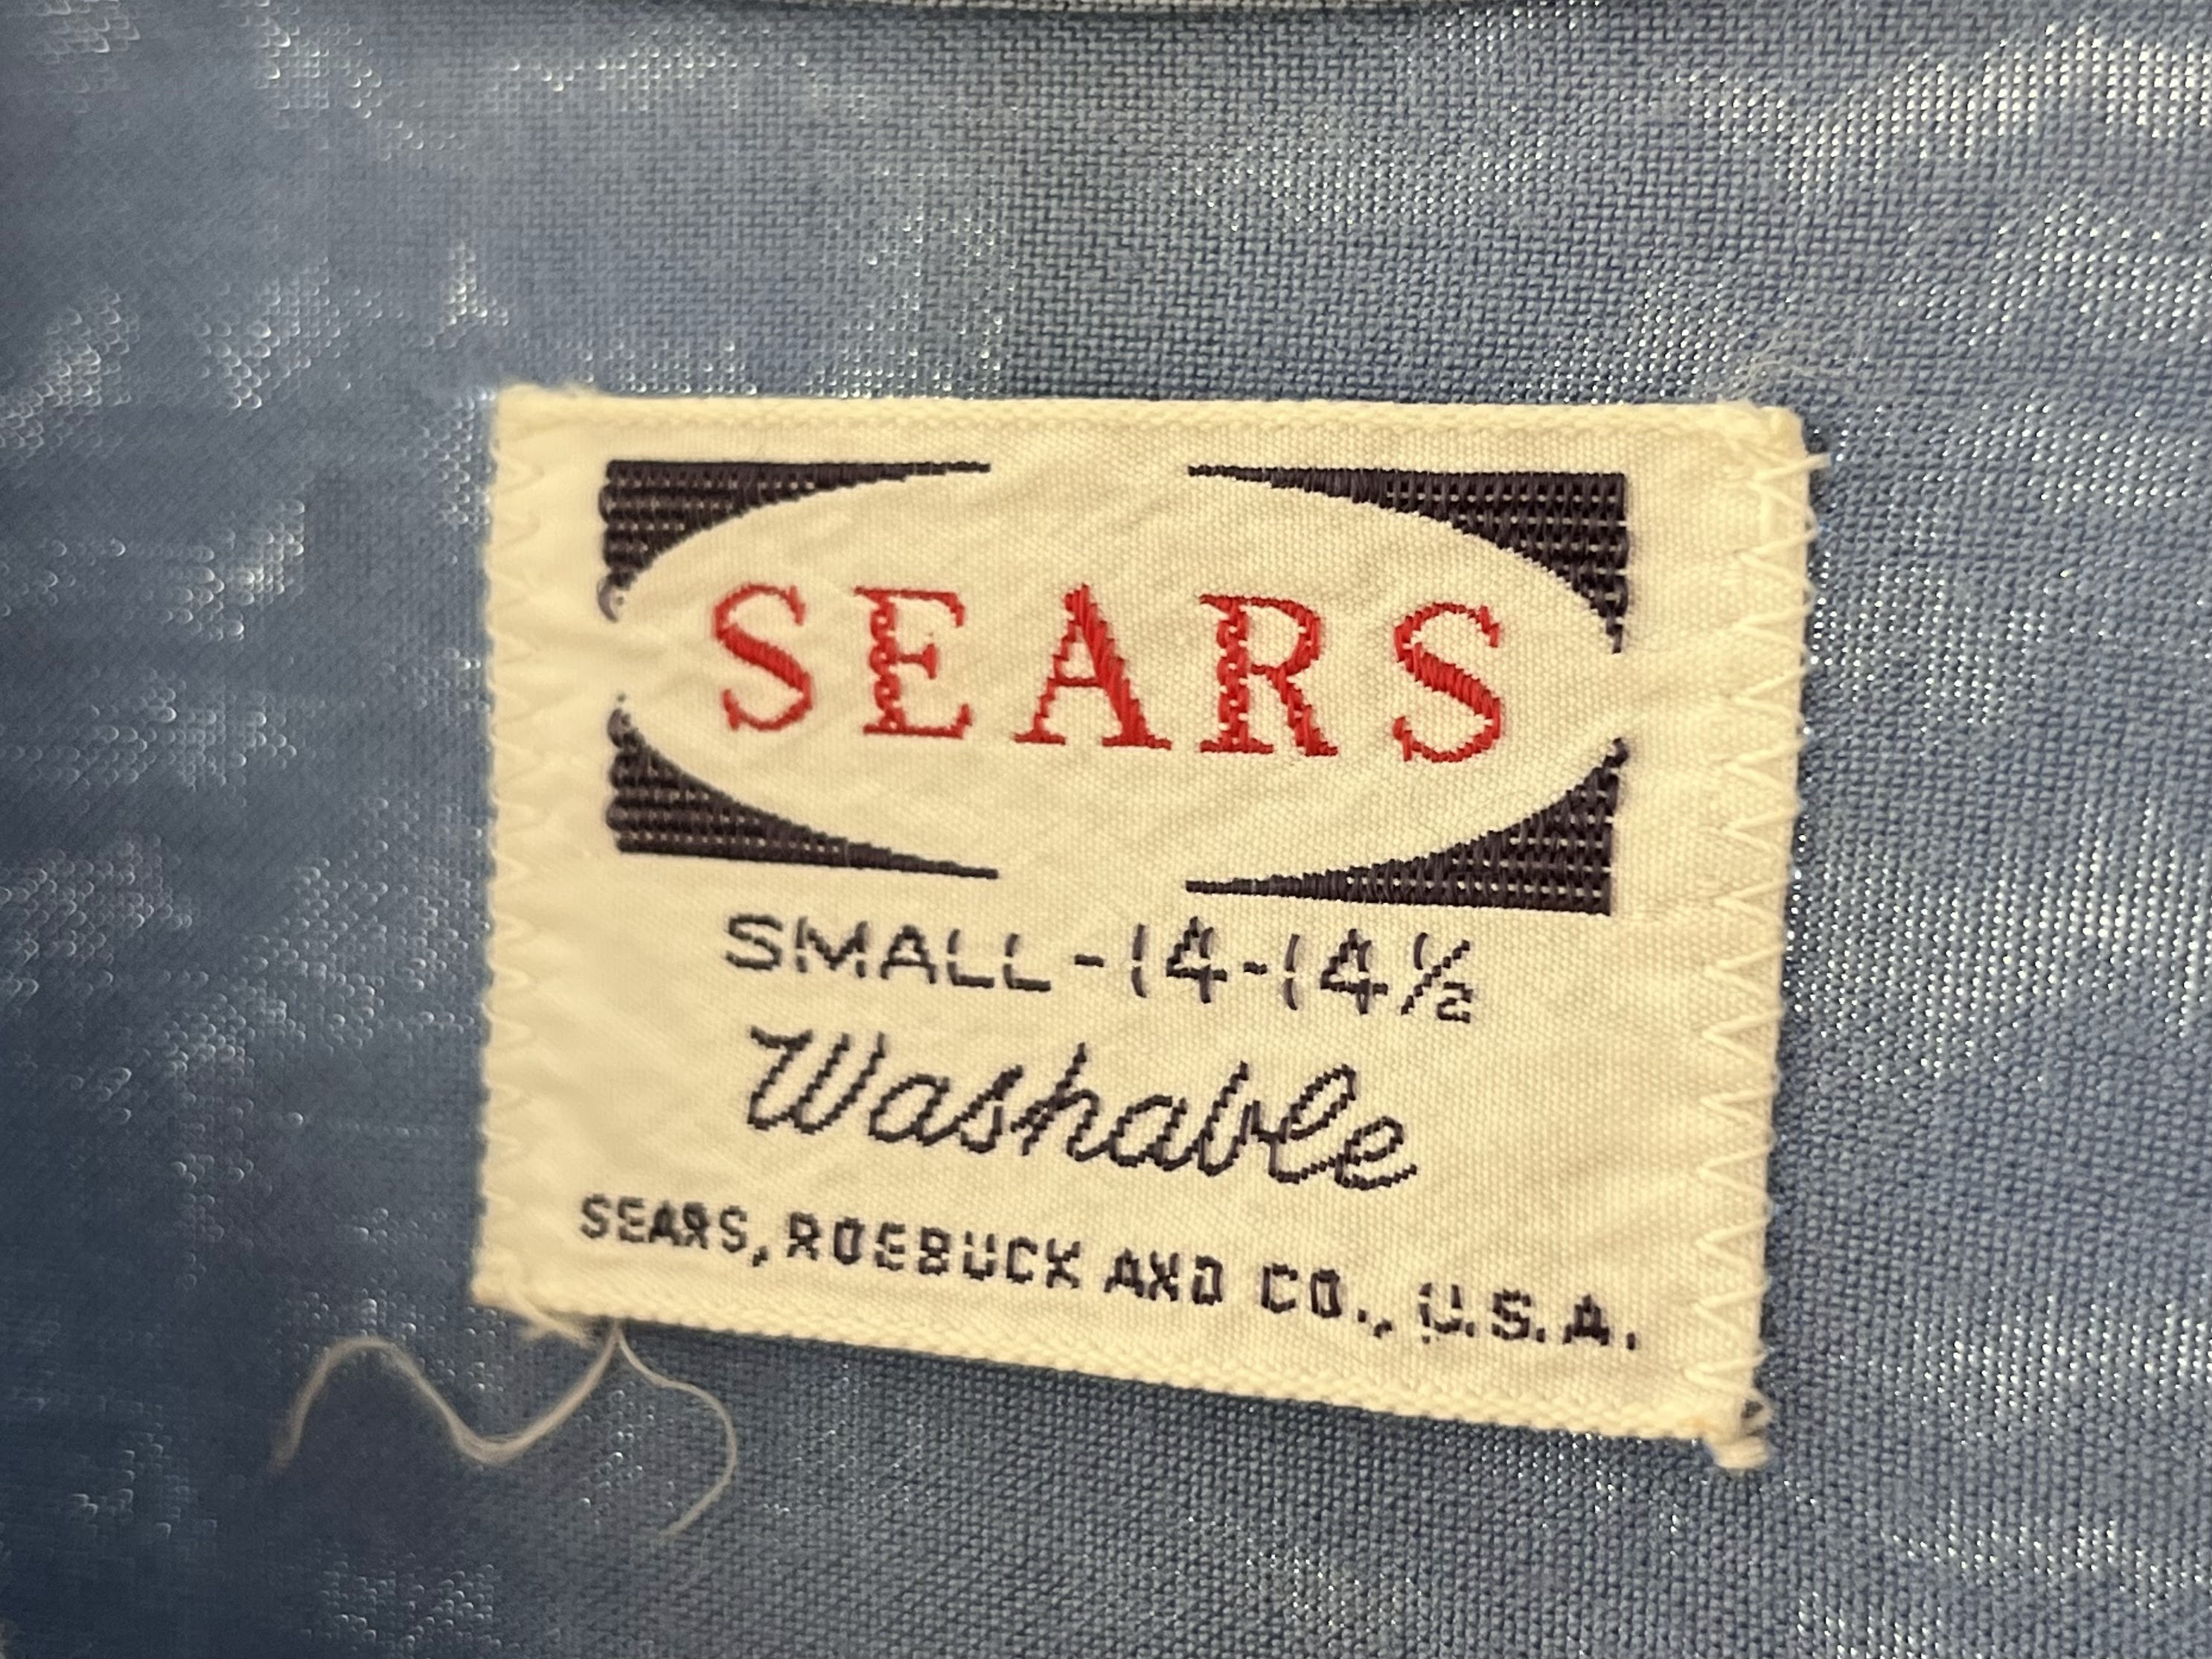 SEARS
SMALL-14-14½
Washable
SEARS, ROEBUCK AND CO., U.S.A.